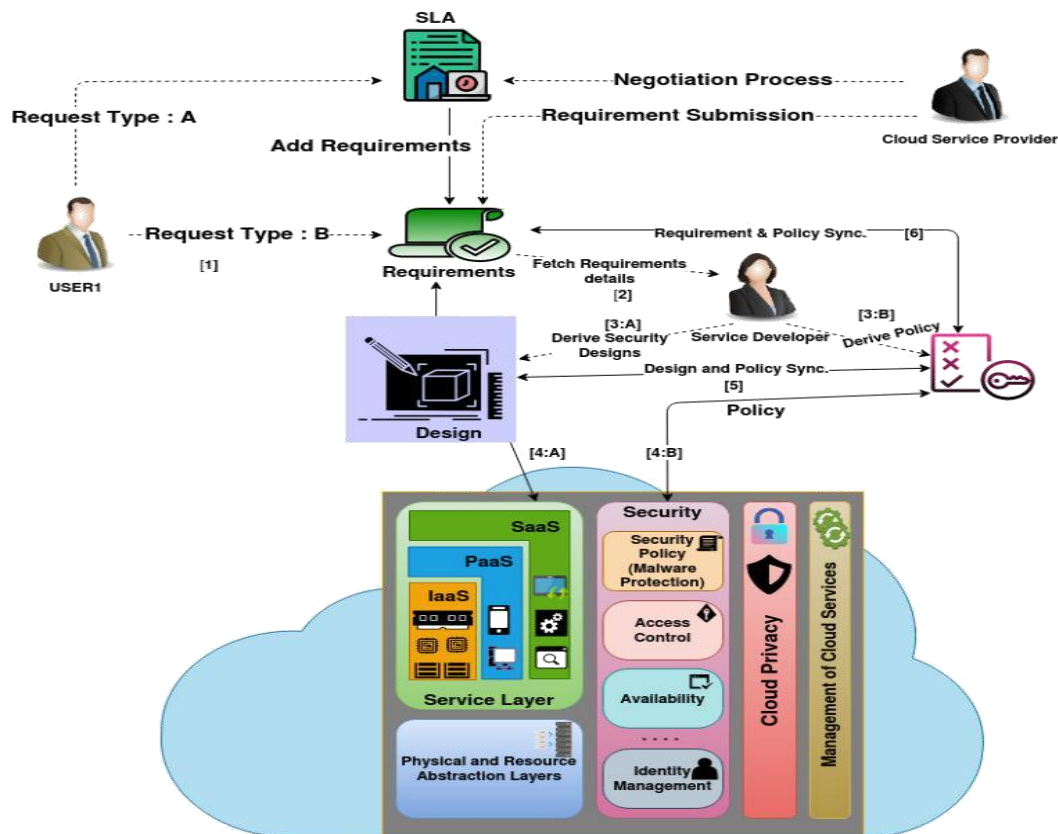 SLA
Negotiation Process
Request Type : A
Requirement Submission
Cloud Service Provider
Add Requirements
Request Type : B
[1]
USER1
Requirements
Requirement & Policy Sync.
[6]
Fetch Requirements
details
[2]
[3:A]
Derive Security
Designs
Service Developer
[3:B]
Derive Policy
Design and Policy Sync.
[5]
Policy
Design
[4:A]
[4:B]
SaaS
PaaS
IaaS
Service Layer
Physical and Resource
Abstraction Layers
Security
Security
Policy
(Malware
Protection)
Access
Control
Availability
....
Identity
Management
Cloud Privacy
Management of Cloud Services